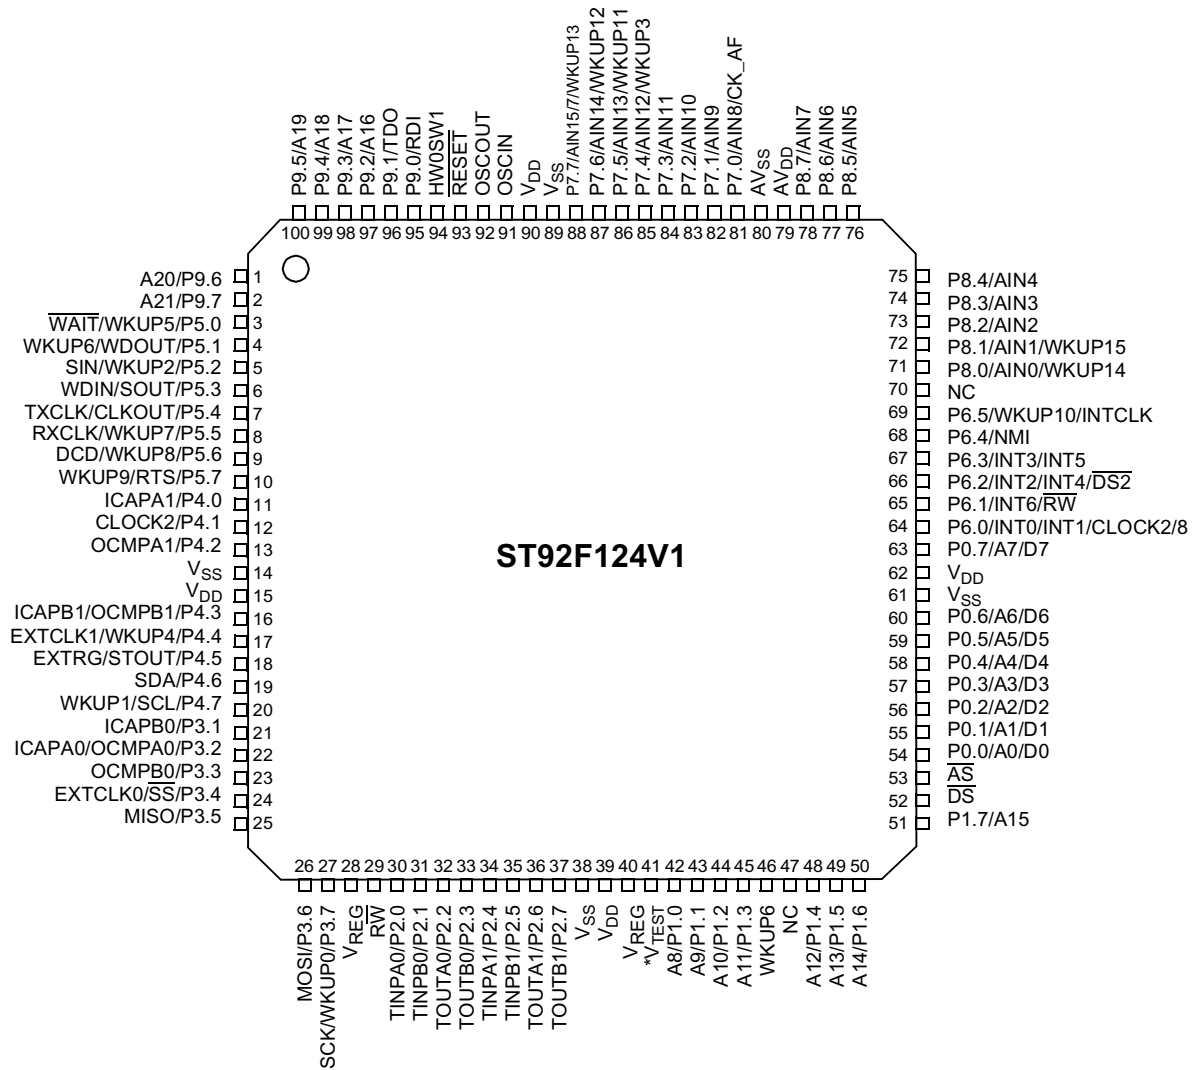 P9.5/A19
P9.4/A18
P9.3/A17
P9.2/A16
P9.1/TDO
P9.0/RDI
HW0SW1
RESET
OSCOUT
OSCIN
VDD
VSS
P7.7/AIN15/7/WKUP13
P7.6/AIN14/WKUP12
P7.5/AIN13/WKUP11
P7.4/AIN12/WKUP3
P7.3/AIN11
P7.2/AIN10
P7.1/AIN9
P7.0/AIN8/CK_AF
AVSS
AVDD
P8.7/AIN7
P8.6/AIN6
P8.5/AIN5
100 99 98 97 96 95 94 93 92 91 90 89 88 87 86 85 84 83 82 81 80 79 78 77 76
A20/P9.6 1
A21/P9.7 2
WAIT/WKUP5/P5.0 3
WKUP6/WDOUT/P5.1 4
SIN/WKUP2/P5.2 5
WDIN/SOUT/P5.3 6
TXCLK/CLKOUT/P5.4 7
RXCLK/WKUP7/P5.5 8
DCD/WKUP8/P5.6 9
WKUP9/RTS/P5.7 10
ICAPA1/P4.0 11
CLOCK2/P4.1 12
OCMPA1/P4.2 13
VSS 14
VDD 15
ICAPB1/OCMPB1/P4.3 16
EXTCLK1/WKUP4/P4.4 17
EXTRG/STOUT/P4.5 18
SDA/P4.6 19
WKUP1/SCL/P4.7 20
ICAPB0/P3.1 21
ICAPA0/OCMPA0/P3.2 22
OCMPB0/P3.3 23
EXTCLK0/SS/P3.4 24
MISO/P3.5 25
ST92F124V1
75 P8.4/AIN4
74 P8.3/AIN3
73 P8.2/AIN2
72 P8.1/AIN1/WKUP15
71 P8.0/AIN0/WKUP14
70 NC
69 P6.5/WKUP10/INTCLK
68 P6.4/NMI
67 P6.3/INT3/INT5
66 P6.2/INT2/INT4/DS2
65 P6.1/INT6/RW
64 P6.0/INT0/INT1/CLOCK2/8
63 P0.7/A7/D7
62 VDD
61 VSS
60 P0.6/A6/D6
59 P0.5/A5/D5
58 P0.4/A4/D4
57 P0.3/A3/D3
56 P0.2/A2/D2
55 P0.1/A1/D1
54 P0.0/A0/D0
53 AS
52 DS
51 P1.7/A15
26 27 28 29 30 31 32 33 34 35 36 37 38 39 40 41 42 43 44 45 46 47 48 49 50
MOSI/P3.6
SCK/WKUP0/P3.7
VREG
RW
TINPA0/P2.0
TINPB0/P2.1
TOUTA0/P2.2
TOUTB0/P2.3
TINPA1/P2.4
TINPB1/P2.5
TOUTA1/P2.6
TOUTB1/P2.7
VSS
VDD
VREG
*VTEST
A8/P1.0
A9/P1.1
A10/P1.2
A11/P1.3
WKUP6
NC
A12/P1.4
A13/P1.5
A14/P1.6